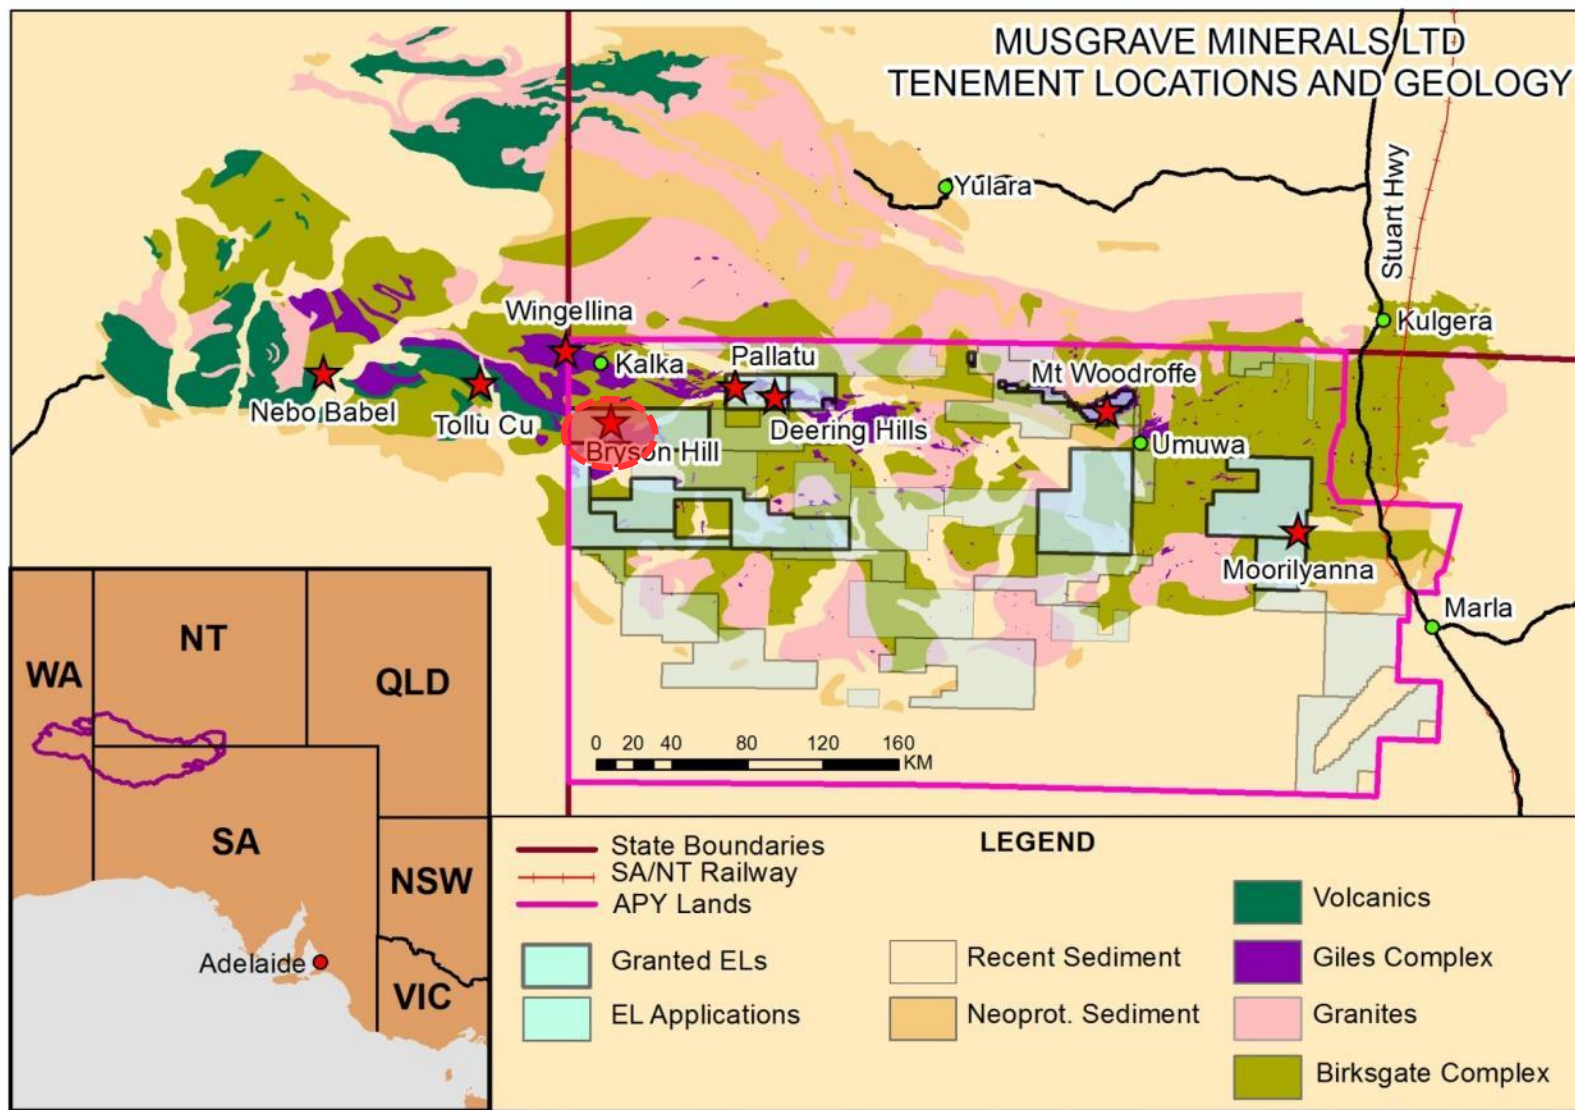 MUSGRAVE MINERALS LTD
TENEMENT LOCATIONS AND GEOLOGY
Yulara
Stuart Hwy
Kulgera
Wingellina
Kalka
Pallatu
Mt Woodroffe
Nebo Babel
Tollu Cu
Bryson Hill
Deering Hills
Umuwa
Moorilyanna
Marla
0 20 40 80 120 160
KM
WA
NT
QLD
SA
NSW
VIC
Adelaide
LEGEND
State Boundaries
SA/NT Railway
APY Lands
Granted ELs
EL Applications
Recent Sediment
Neoprot. Sediment
Volcanics
Giles Complex
Granites
Birksgate Complex